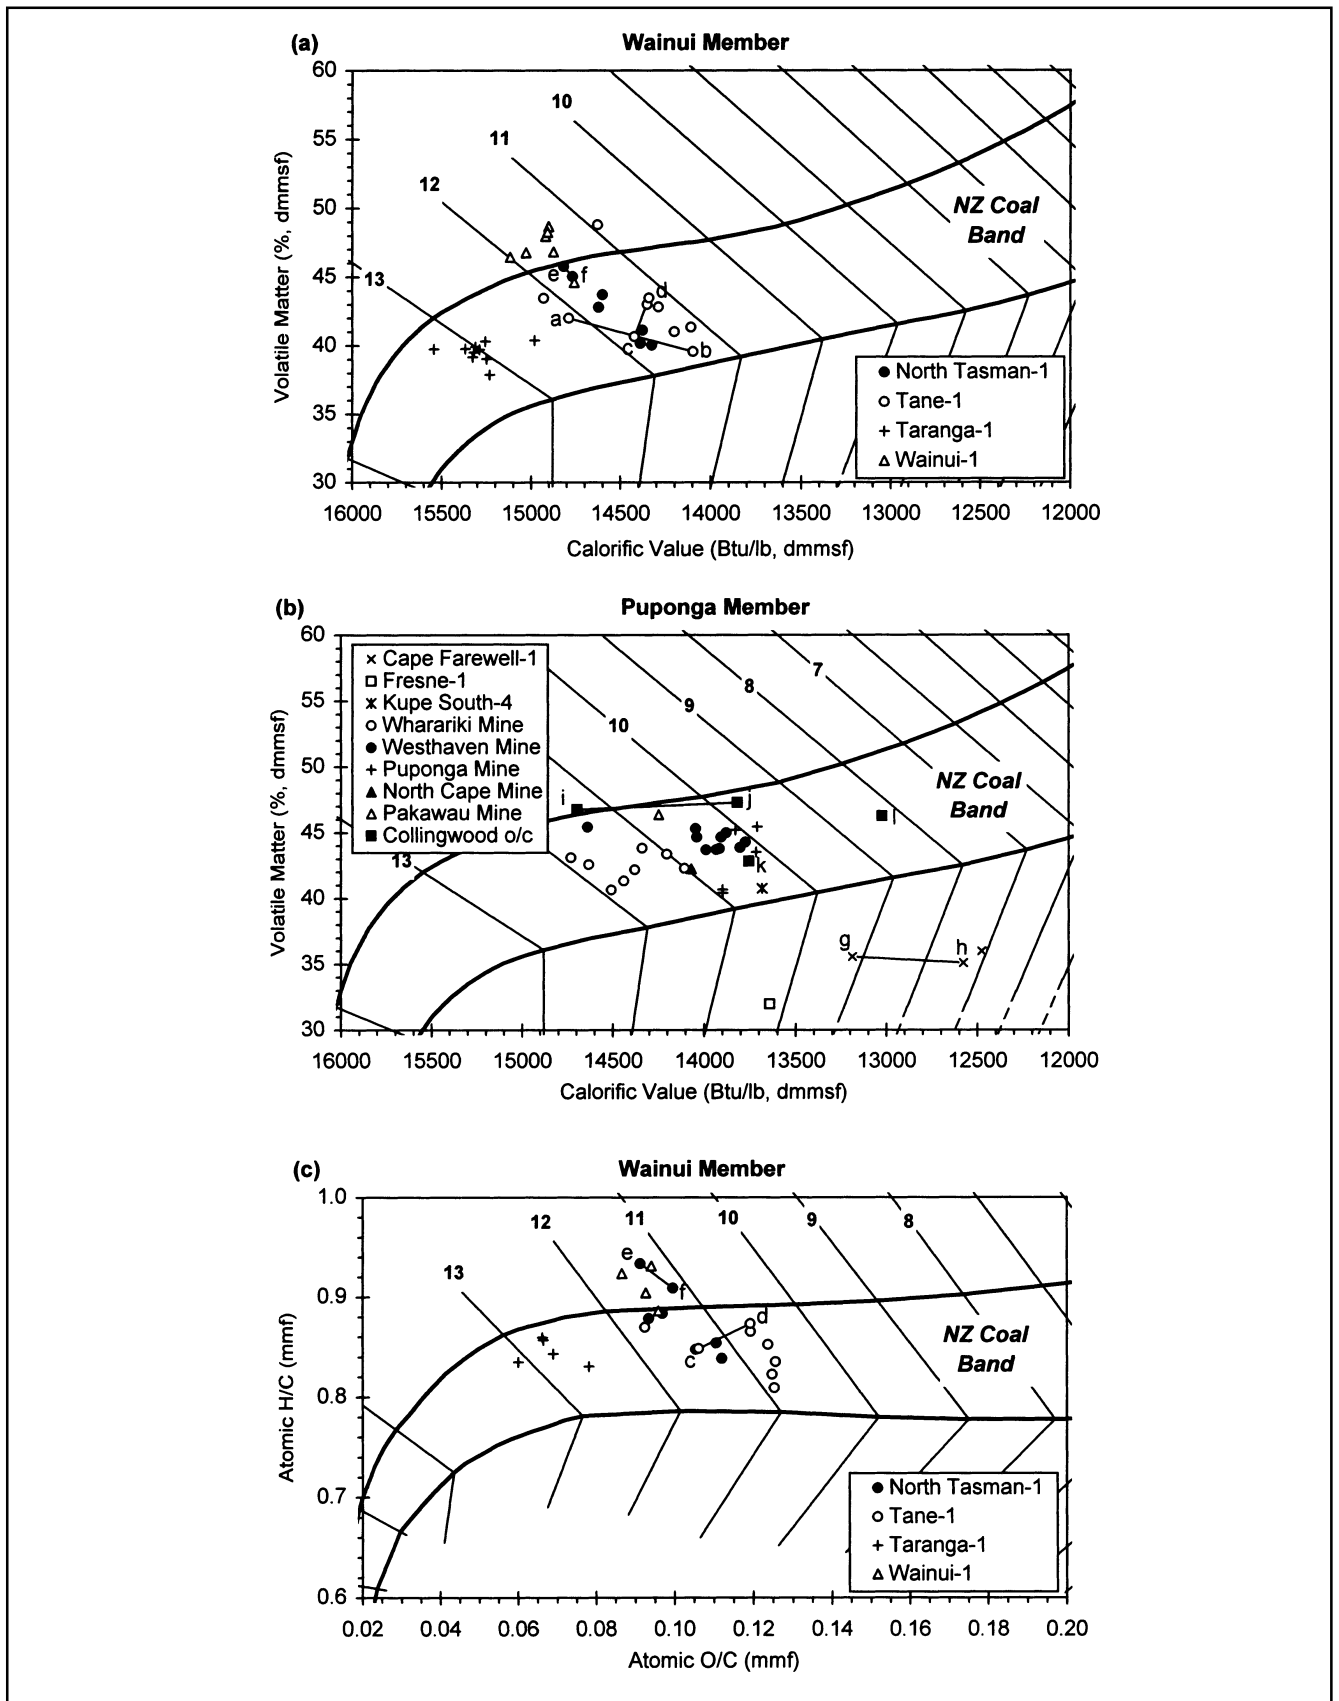 (a)
Wainui Member
Volatile Matter (%, dmmsf)
60
55
50
45
40
35
30
10
11
12
13
NZ Coal
Band
e
f
d
a
c
b
North Tasman-1
Tane-1
Taranga-1
Wainui-1
16000 15500 15000 14500 14000 13500 13000 12500 12000
Calorific Value (Btu/lb, dmmsf)
(b)
Puponga Member
Volatile Matter (%, dmmsf)
60
55
50
45
40
35
30
Cape Farewell-1
Fresne-1
Kupe South-4
Wharariki Mine
Westhaven Mine
Puponga Mine
North Cape Mine
Pakawau Mine
Collingwood o/c
7
8
9
10
13
NZ Coal
Band
i
j
l
k
g
h
16000 15500 15000 14500 14000 13500 13000 12500 12000
Calorific Value (Btu/lb, dmmsf)
(c)
Wainui Member
Atomic H/C (mmf)
1.0
0.9
0.8
0.7
0.6
13
12
11
10
9
8
e
f
d
c
NZ Coal
Band
North Tasman-1
Tane-1
Taranga-1
Wainui-1
0.02 0.04 0.06 0.08 0.10 0.12 0.14 0.16 0.18 0.20
Atomic O/C (mmf)